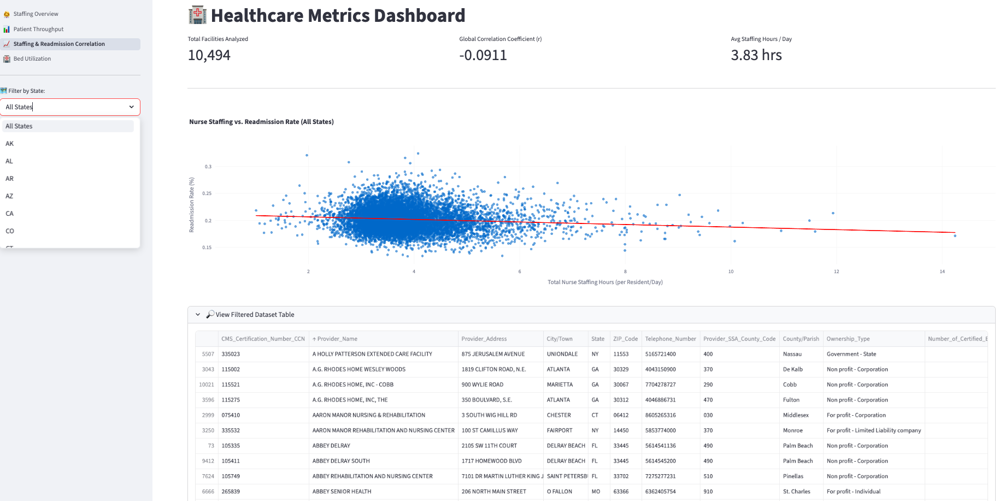 Staffing Overview
Patient Throughput
Staffing & Readmission Correlation
Bed Utilization
Filter by State:
All States
All States
AK
AL
AR
AZ
CA
CO
Healthcare Metrics Dashboard
Total Facilities Analyzed
10,494
Global Correlation Coefficient (r)
-0.0911
Avg Staffing Hours / Day
3.83 hrs
Nurse Staffing vs. Readmission Rate (All States)
Readmission Rate (%)
0.3
0.25
0.2
0.15
2 4 6 8 10 12 14
Total Nurse Staffing Hours (per Resident/Day)
View Filtered Dataset Table
CMS_Certification_Number_CCN ↑ Provider_Name Provider_Address City/Town State ZIP_Code Telephone_Number Provider_SSA_County_Code County/Parish Ownership_Type Number_of_Certified_B
5507 335023 A HOLLY PATTERSON EXTENDED CARE FACILITY 875 JERUSALEM AVENUE UNIONDALE NY 11553 5165721400 400 Nassau Government - State
3043 115002 A.G. RHODES HOME WESLEY WOODS 1819 CLIFTON ROAD, N.E. ATLANTA GA 30329 4043150900 370 De Kalb Non profit - Corporation
10021 115521 A.G. RHODES HOME, INC - COBB 900 WYLIE ROAD MARIETTA GA 30067 7704278727 290 Cobb Non profit - Corporation
3596 115275 A.G. RHODES HOME, INC, THE 350 BOULVARD, S.E. ATLANTA GA 30312 4046886731 470 Fulton Non profit - Corporation
2999 075410 AARON MANOR NURSING & REHABILITATION 3 SOUTH WIG HILL RD CHESTER CT 06412 8605265316 030 Middlesex For profit - Corporation
3250 335532 AARON MANOR REHABILITATION AND NURSING CENTER 100 ST CAMILLUS WAY FAIRPORT NY 14450 5853774000 370 Monroe For profit - Limited Liability company
73 105335 ABBEY DELRAY 2105 SW 11TH COURT DELRAY BEACH FL 33445 5614541136 490 Palm Beach Non profit - Corporation
9412 105411 ABBEY DELRAY SOUTH 1717 HOMEWOOD BLVD DELRAY BEACH FL 33445 5614545200 490 Palm Beach Non profit - Corporation
7624 105749 ABBEY REHABILITATION AND NURSING CENTER 7101 DR MARTIN LUTHER KING J SAINT PETERSB FL 33702 7275277231 510 Pinellas Non profit - Corporation
6666 265839 ABBEY SENIOR HEALTH 206 NORTH MAIN STREET O FALLON MO 63366 6362405754 910 St. Charles For profit - Individual